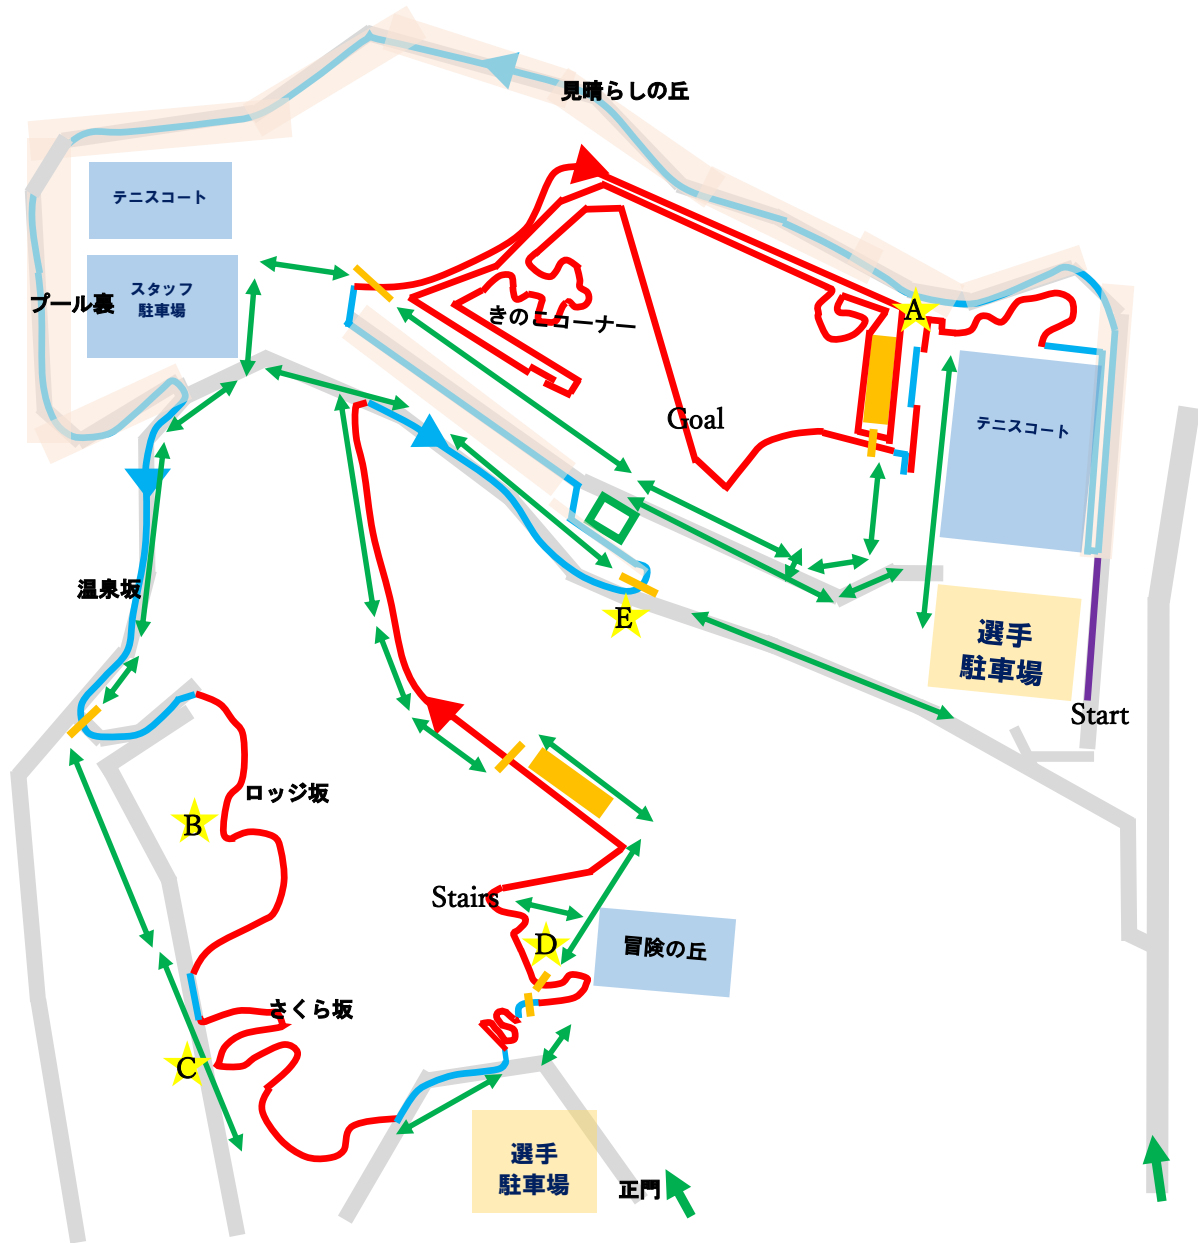 見晴らしの丘
テニスコート
スタッフ
駐車場
プール裏
きのこコーナー
A
Goal
テニスコート
温泉坂
E
選手
駐車場
Start
ロッジ坂
B
Stairs
D
冒険の丘
さくら坂
C
選手
駐車場
正門